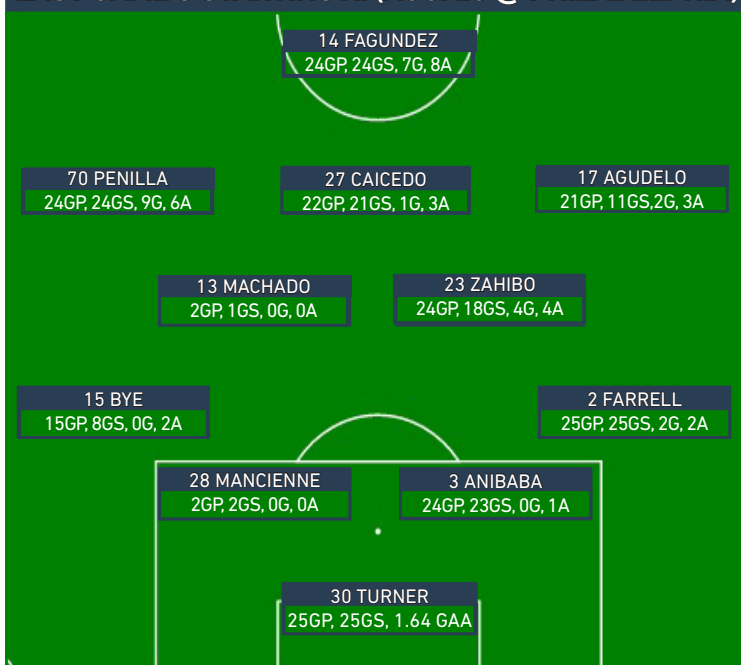 14 FAGUNDEZ
24GP, 24GS, 7G, 8A
70 PENILLA
24GP, 24GS, 9G, 6A
27 CAICEDO
22GP, 21GS, 1G, 3A
17 AGUDELO
21GP, 11GS,2G, 3A
13 MACHADO
2GP, 1GS, 0G, 0A
23 ZAHIBO
24GP, 18GS, 4G, 4A
15 BYE
15GP, 8GS, 0G, 2A
2 FARRELL
25GP, 25GS, 2G, 2A
28 MANCIENNE
2GP, 2GS, 0G, 0A
3 ANIBABA
24GP, 23GS, 0G, 1A
30 TURNER
25GP, 25GS, 1.64 GAA